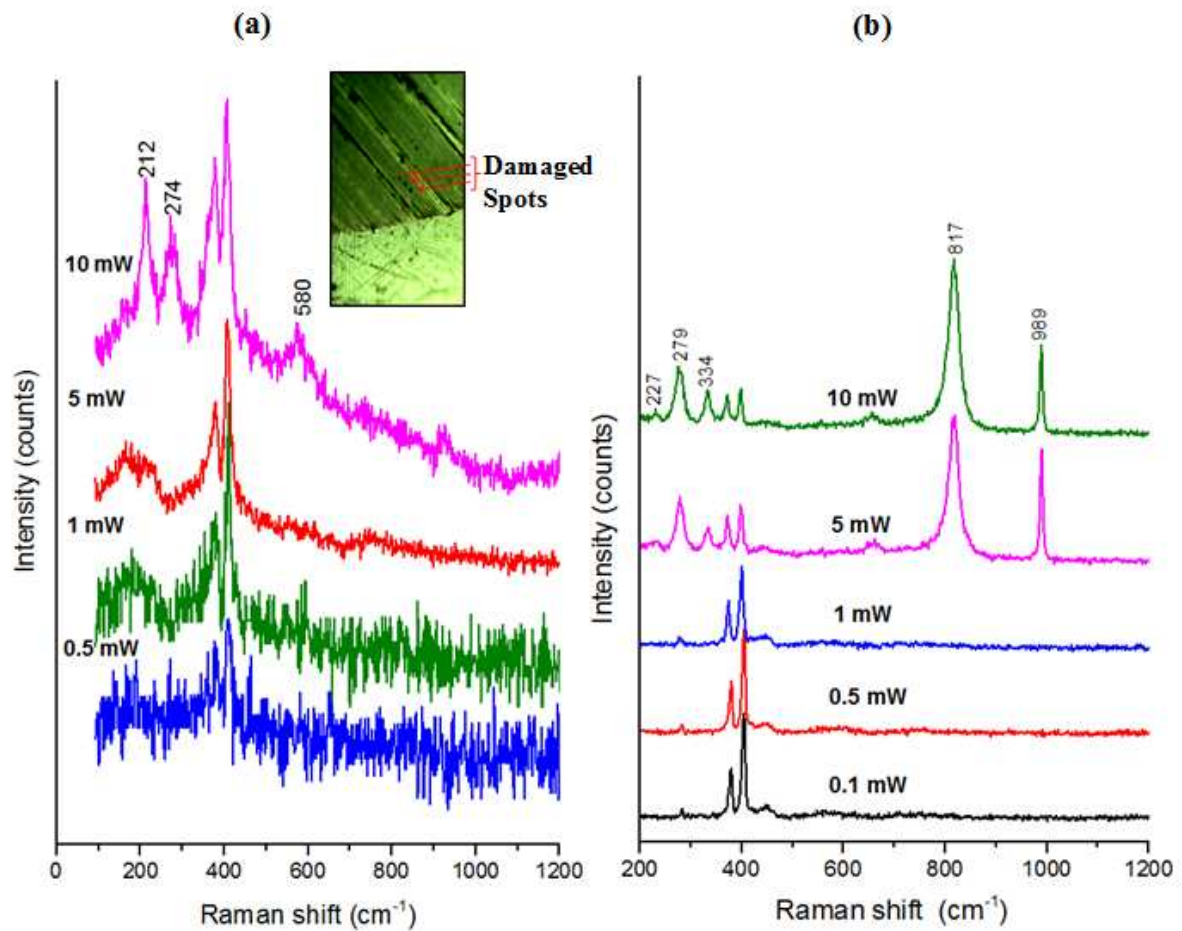 (a)
212
274
10 mW
580
5 mW
1 mW
0.5 mW
Damaged
Spots
Intensity (counts)
0 200 400 600 800 1000 1200
Raman shift (cm⁻¹)
(b)
817
989
227
279
334
10 mW
5 mW
1 mW
0.5 mW
0.1 mW
Intensity (counts)
200 400 600 800 1000 1200
Raman shift (cm⁻¹)